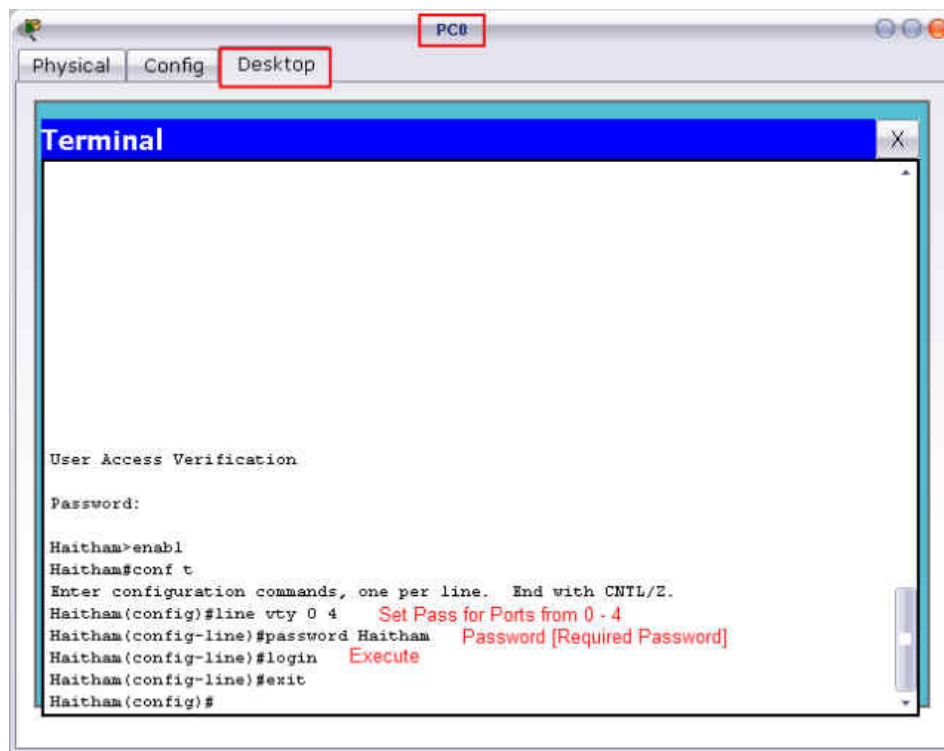 PC0
Physical Config Desktop
Terminal X
User Access Verification
Password:
Haitham>enabl
Haitham#conf t
Enter configuration commands, one per line.  End with CNTL/Z.
Haitham(config)#line vty 0 4 Set Pass for Ports from 0 - 4
Haitham(config-line)#password Haitham Password [Required Password]
Haitham(config-line)#login Execute
Haitham(config-line)#exit
Haitham(config)#